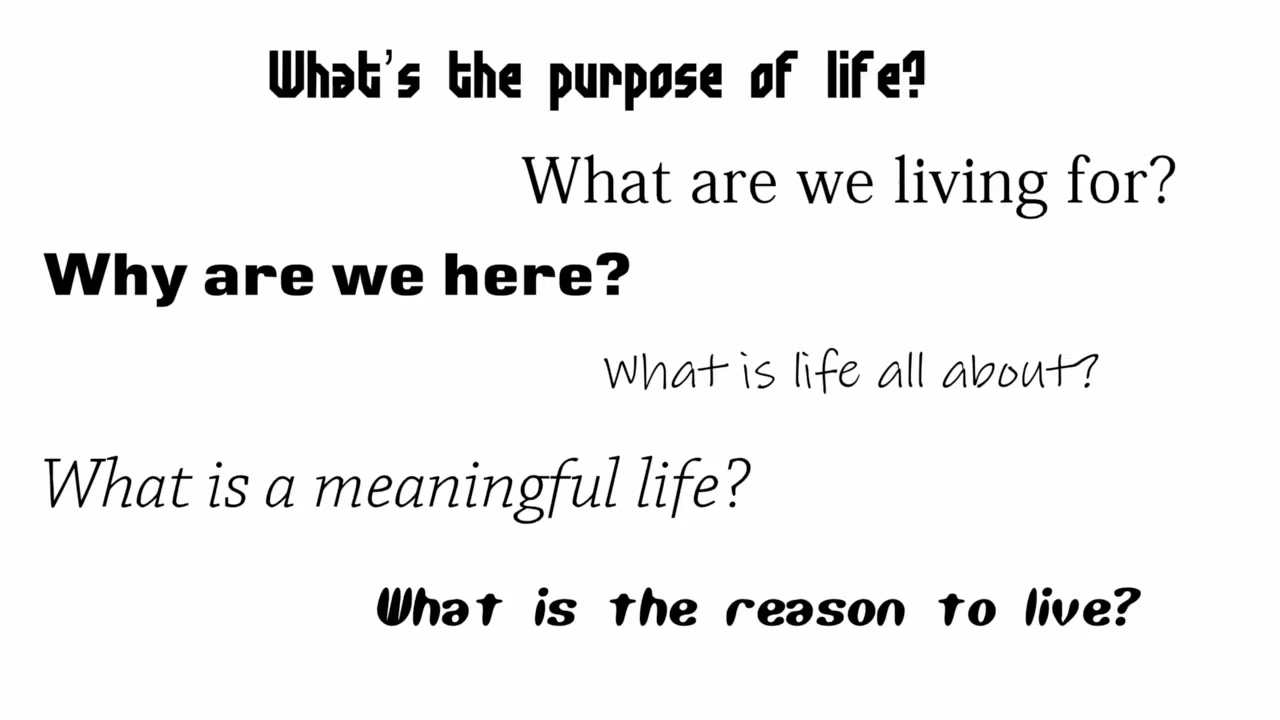 What's the purpose of life?
What are we living for?
Why are we here?
What is life all about?
What is a meaningful life?
What is the reason to live?